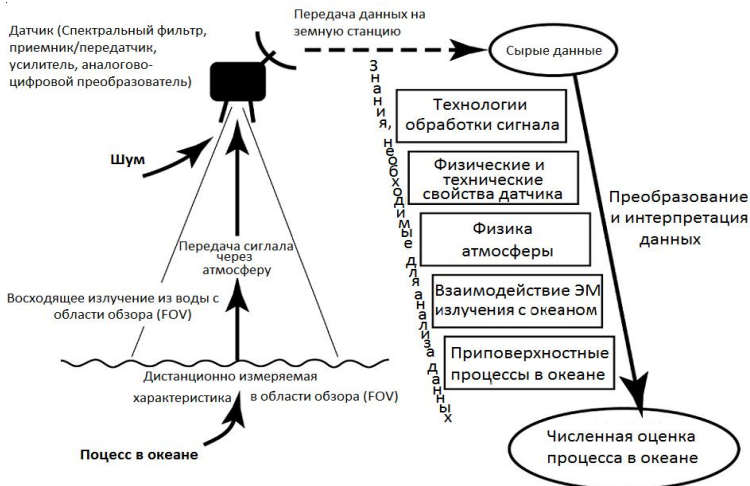 Датчик (Спектральный фильтр,
приемник/передатчик,
усилитель, аналогово-
цифровой преобразователь)
Передача данных на
земную станцию
Сырые данные
Шум
Передача сиглала
через
атмосферу
Восходящее излучение из воды с
области обзора (FOV)
Дистанционно измеряемая
характеристика в области обзора (FOV)
Поцесс в океане
Знания, необходимые для анализа данных
Технологии
обработки сигнала
Физические и
технические
свойства датчика
Физика
атмосферы
Взаимодействие ЭМ
излучения с океаном
Приповерхностные
процессы в океане
Преобразование
и интерпретация
данных
Численная оценка
процесса в океане